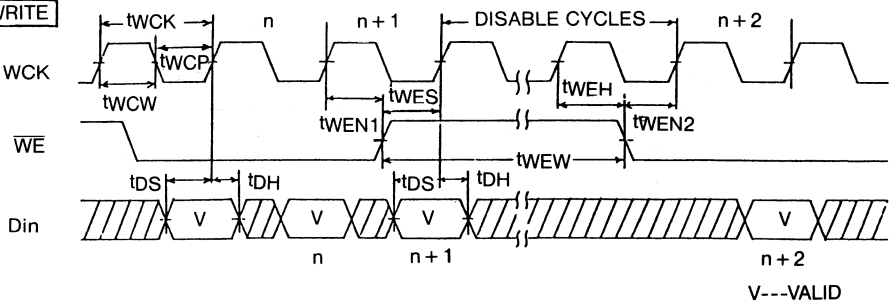 WRITE
tWCK n n+1 DISABLE CYCLES n+2
WCK
tWCP
tWCW tWES tWEH
tWEN1 tWEN2
WE
tWEW
tDS tDH tDS tDH
Din V V V V
n n+1 n+2
V---VALID